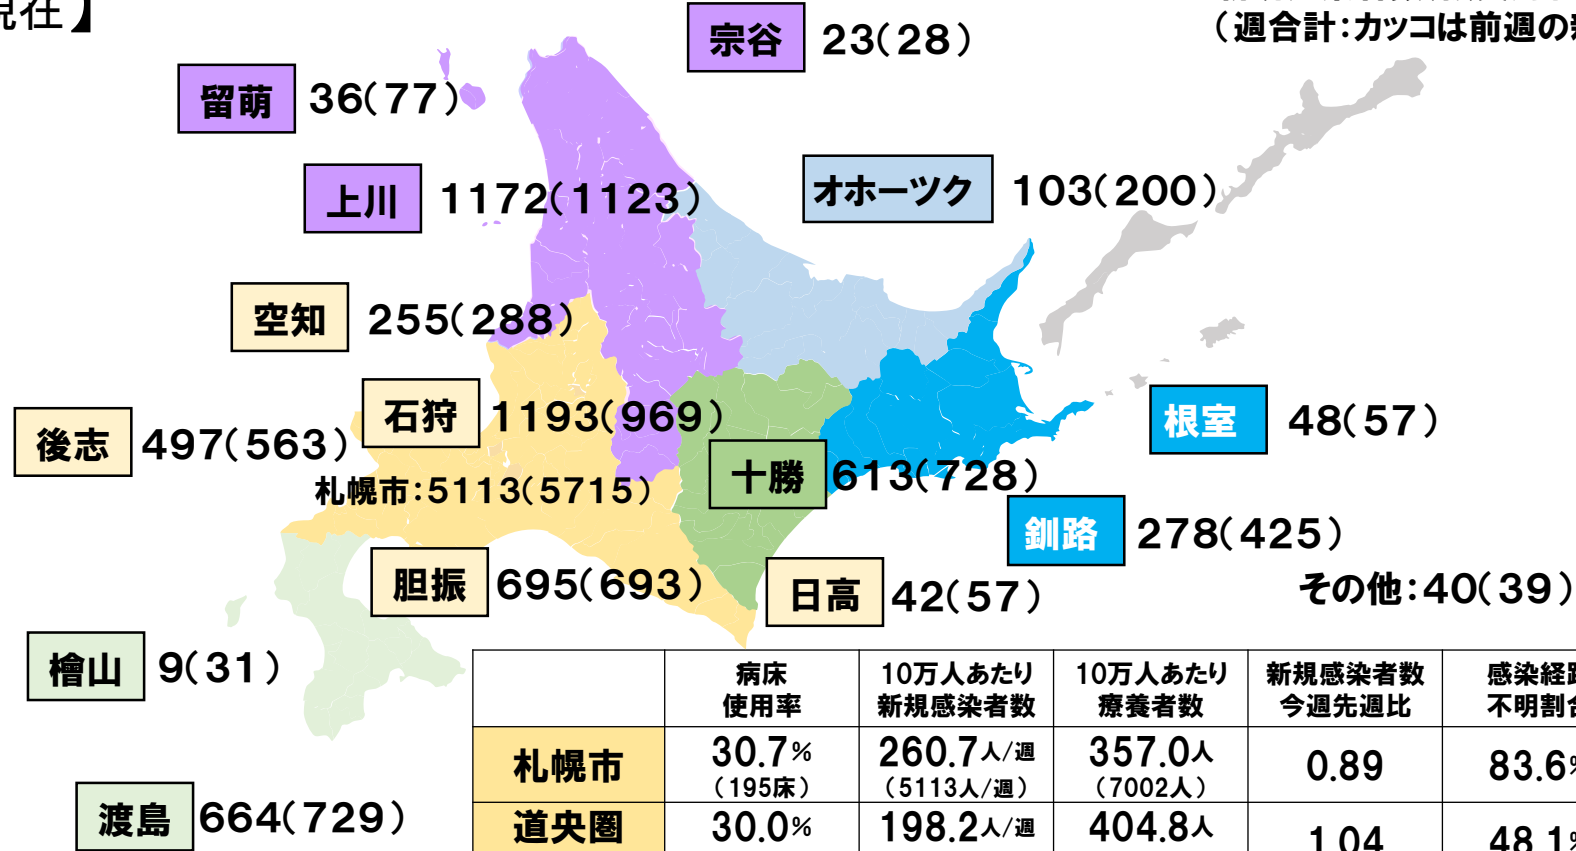 現在】
（週合計：カッコは前週の
宗谷 23(28)
留萌 36(77)
上川 1172(1123)
オホーツク 103(200)
空知 255(288)
石狩 1193(969)
後志 497(563)
札幌市：5113(5715)
十勝 613(728)
根室 48(57)
釧路 278(425)
胆振 695(693)
日高 42(57)
その他：40(39)
檜山 9(31)
渡島 664(729)
病床 10万人あたり 10万人あたり 新規感染者数 感染経路
使用率 新規感染者数 療養者数 今週先週比 不明割合
札幌市 30.7% 260.7人/週 357.0人 0.89 83.6%
（195床） （5113人/週） （7002人）
道央圏 30.0% 198.2人/週 404.8人 1.04 48.1%